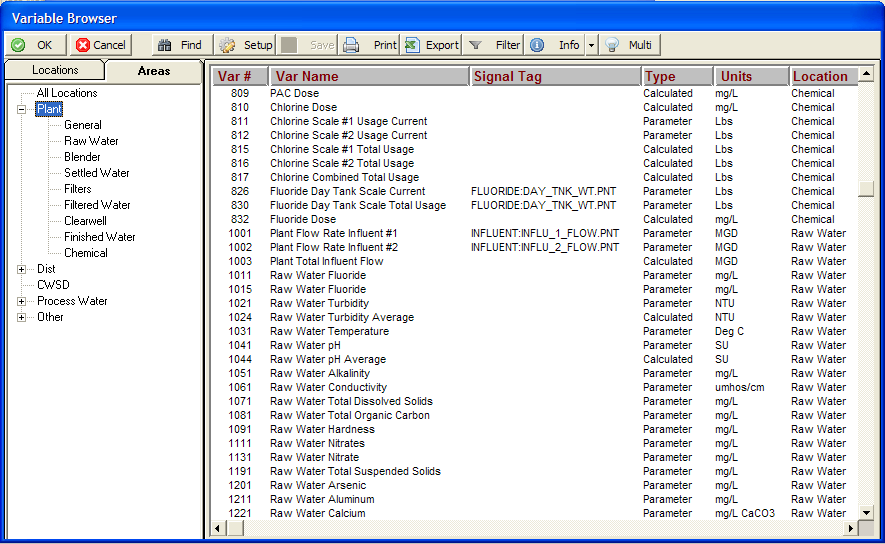 Variable Browser
OK Cancel Find Setup Save Print Export Filter Info Multi
Locations Areas
All Locations
Plant
General
Raw Water
Blender
Settled Water
Filters
Filtered Water
Clearwell
Finished Water
Chemical
Dist
CWSD
Process Water
Other
Var # Var Name Signal Tag Type Units Location
809 PAC Dose Calculated mg/L Chemical
810 Chlorine Dose Calculated mg/L Chemical
811 Chlorine Scale #1 Usage Current Parameter Lbs Chemical
812 Chlorine Scale #2 Usage Current Parameter Lbs Chemical
815 Chlorine Scale #1 Total Usage Calculated Lbs Chemical
816 Chlorine Scale #2 Total Usage Calculated Lbs Chemical
817 Chlorine Combined Total Usage Calculated Lbs Chemical
826 Fluoride Day Tank Scale Current FLUORIDE:DAY_TNK_WT.PNT Parameter Lbs Chemical
830 Fluoride Day Tank Scale Total Usage FLUORIDE:DAY_TNK_WT.PNT Parameter Lbs Chemical
832 Fluoride Dose Calculated mg/L Chemical
1001 Plant Flow Rate Influent #1 INFLUENT:INFLU_1_FLOW.PNT Parameter MGD Raw Water
1002 Plant Flow Rate Influent #2 INFLUENT:INFLU_2_FLOW.PNT Parameter MGD Raw Water
1003 Plant Total Influent Flow Calculated MGD Raw Water
1011 Raw Water Fluoride Parameter mg/L Raw Water
1015 Raw Water Fluoride Parameter mg/L Raw Water
1021 Raw Water Turbidity Parameter NTU Raw Water
1024 Raw Water Turbidity Average Calculated NTU Raw Water
1031 Raw Water Temperature Parameter Deg C Raw Water
1041 Raw Water pH Parameter SU Raw Water
1044 Raw Water pH Average Calculated SU Raw Water
1051 Raw Water Alkalinity Parameter mg/L Raw Water
1061 Raw Water Conductivity Parameter umhos/cm Raw Water
1071 Raw Water Total Dissolved Solids Parameter mg/L Raw Water
1081 Raw Water Total Organic Carbon Parameter mg/L Raw Water
1091 Raw Water Hardness Parameter mg/L Raw Water
1111 Raw Water Nitrates Parameter mg/L Raw Water
1131 Raw Water Nitrate Parameter mg/L Raw Water
1191 Raw Water Total Suspended Solids Parameter mg/L Raw Water
1201 Raw Water Arsenic Parameter mg/L Raw Water
1211 Raw Water Aluminum Parameter mg/L Raw Water
1221 Raw Water Calcium Parameter mg/L CaCO3 Raw Water